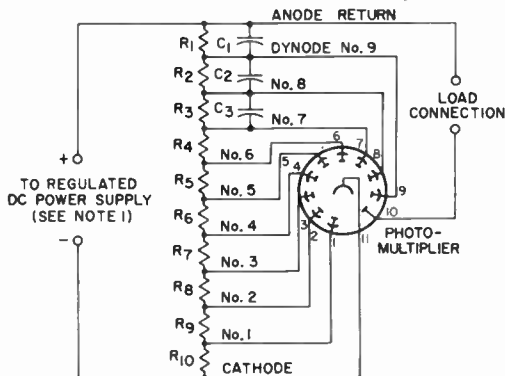 ANODE RETURN
R1 C1 DYNODE No. 9
R2 C2 No. 8
R3 C3 No. 7
LOAD CONNECTION
R4 No. 6
6 7 8
5 4
+
TO REGULATED
DC POWER SUPPLY
(SEE NOTE I)
−
R5 No. 5
9
10
R6 No. 4
3 2 1 11
PHOTO-
MULTIPLIER
R7 No. 3
R8 No. 2
R9 No. 1
R10 CATHODE